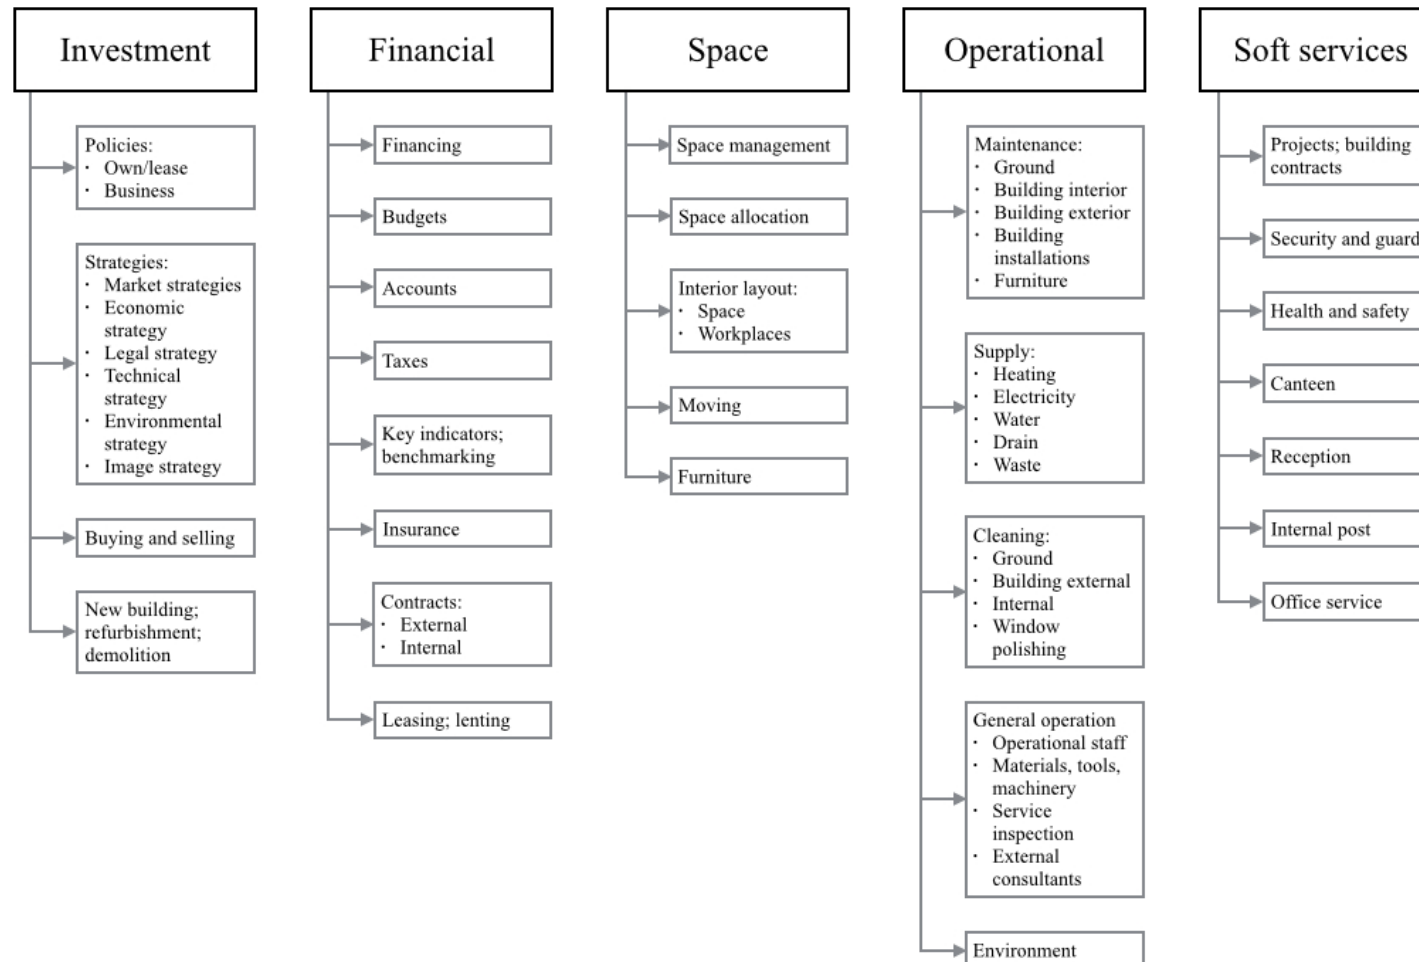 Investment
Policies:
· Own/lease
· Business
Strategies:
· Market strategies
· Economic
strategy
· Legal strategy
· Technical
strategy
· Environmental
strategy
· Image strategy
Buying and selling
New building;
refurbishment;
demolition
Financial
Financing
Budgets
Accounts
Taxes
Key indicators;
benchmarking
Insurance
Contracts:
· External
· Internal
Leasing; lenting
Space
Space management
Space allocation
Interior layout:
· Space
· Workplaces
Moving
Furniture
Operational
Maintenance:
· Ground
· Building interior
· Building exterior
· Building
installations
· Furniture
Supply:
· Heating
· Electricity
· Water
· Drain
· Waste
Cleaning:
· Ground
· Building external
· Internal
· Window
polishing
General operation
· Operational staff
· Materials, tools,
machinery
· Service
inspection
· External
consultants
Environment
Soft services
Projects; building
contracts
Security and guard
Health and safety
Canteen
Reception
Internal post
Office service